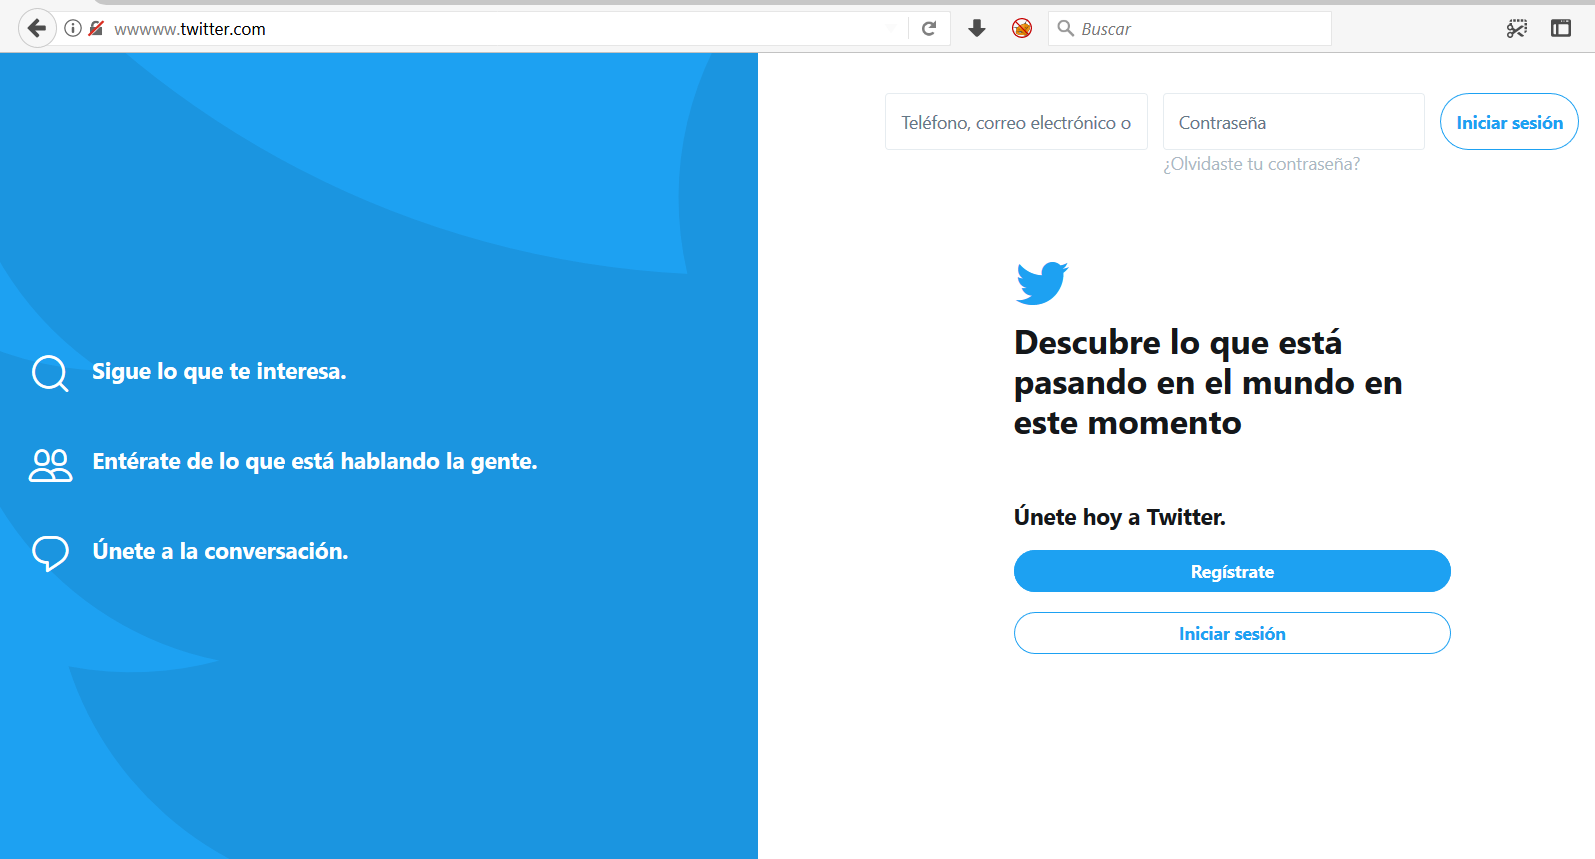 wwwww.twitter.com
Buscar
Teléfono, correo electrónico o
Contraseña
Iniciar sesión
¿Olvidaste tu contraseña?
Sigue lo que te interesa.
Entérate de lo que está hablando la gente.
Únete a la conversación.
Descubre lo que está
pasando en el mundo en
este momento
Únete hoy a Twitter.
Regístrate
Iniciar sesión